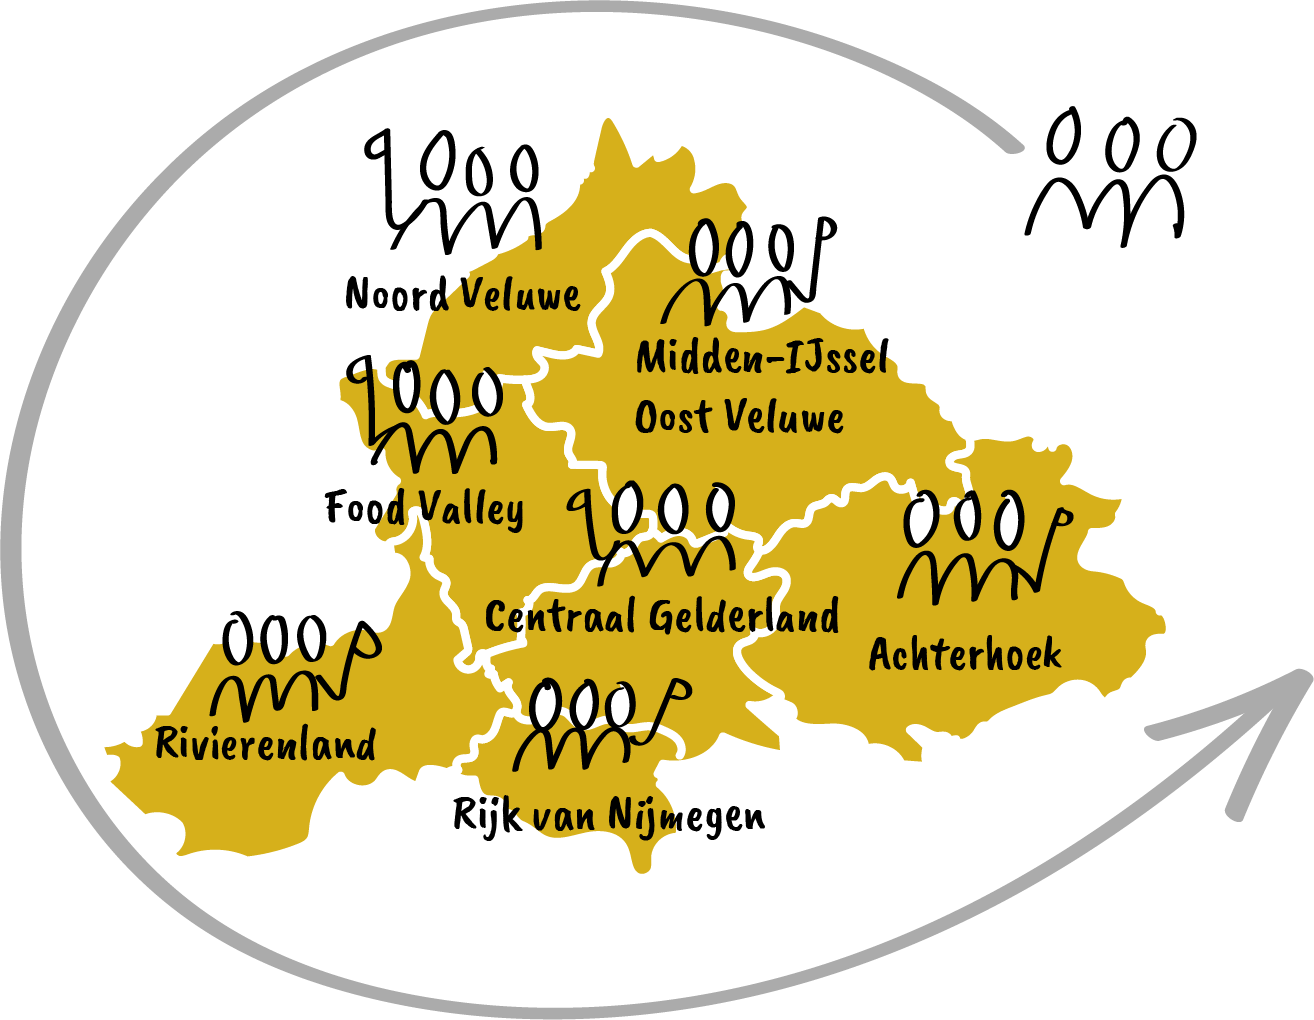 Noord Veluwe
Midden-IJssel
Oost Veluwe
Food Valley
Centraal Gelderland
Achterhoek
Rivierenland
Rijk van Nijmegen